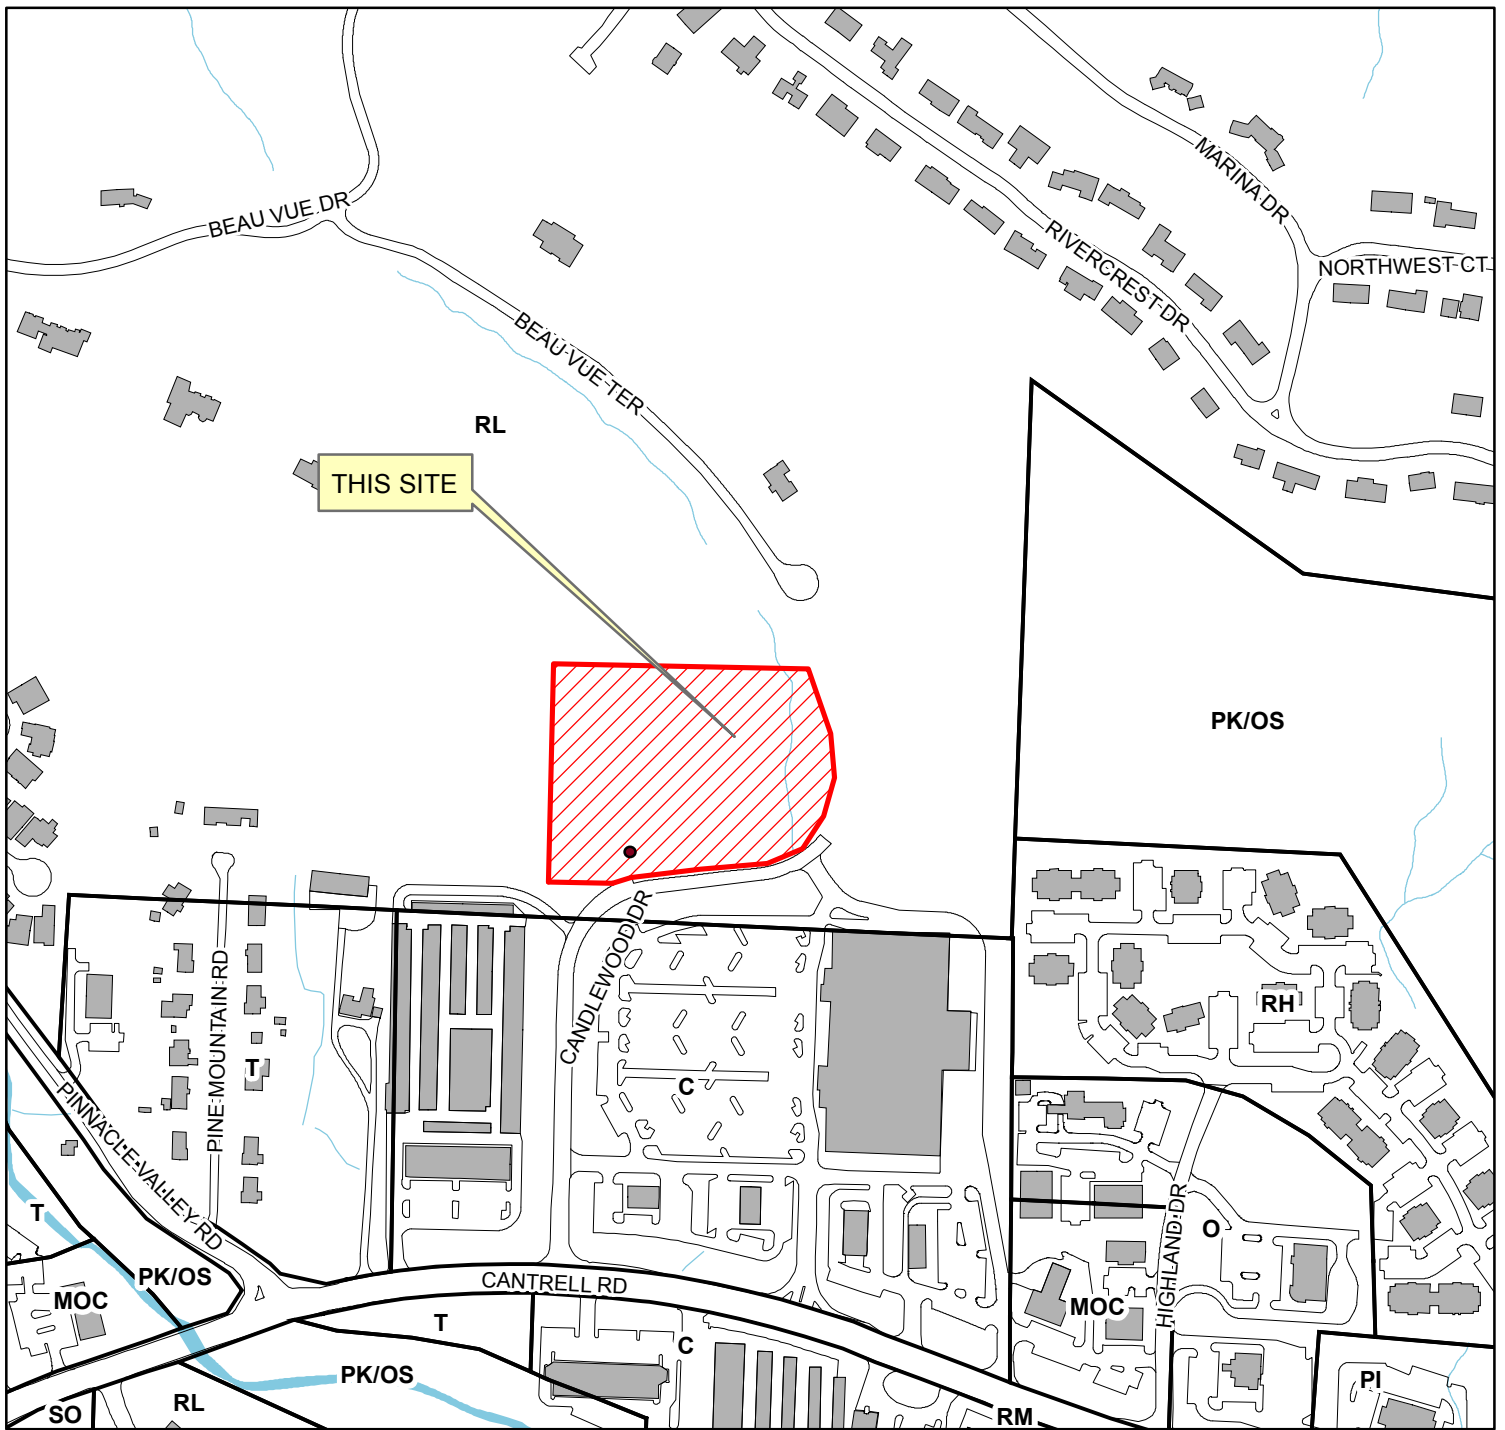 MARINA DR
BEAU VUE DR
RIVERCREST DR
NORTHWEST CT
BEAU VUE TER
RL
THIS SITE
PK/OS
CANDLEWOOD DR
RH
PINE MOUNTAIN RD
T
C
PINNACLE VALLEY RD
T
HIGHLAND DR
O
PK/OS
CANTRELL RD
MOC
MOC
T
C
PK/OS
PI
RL
SO
RM